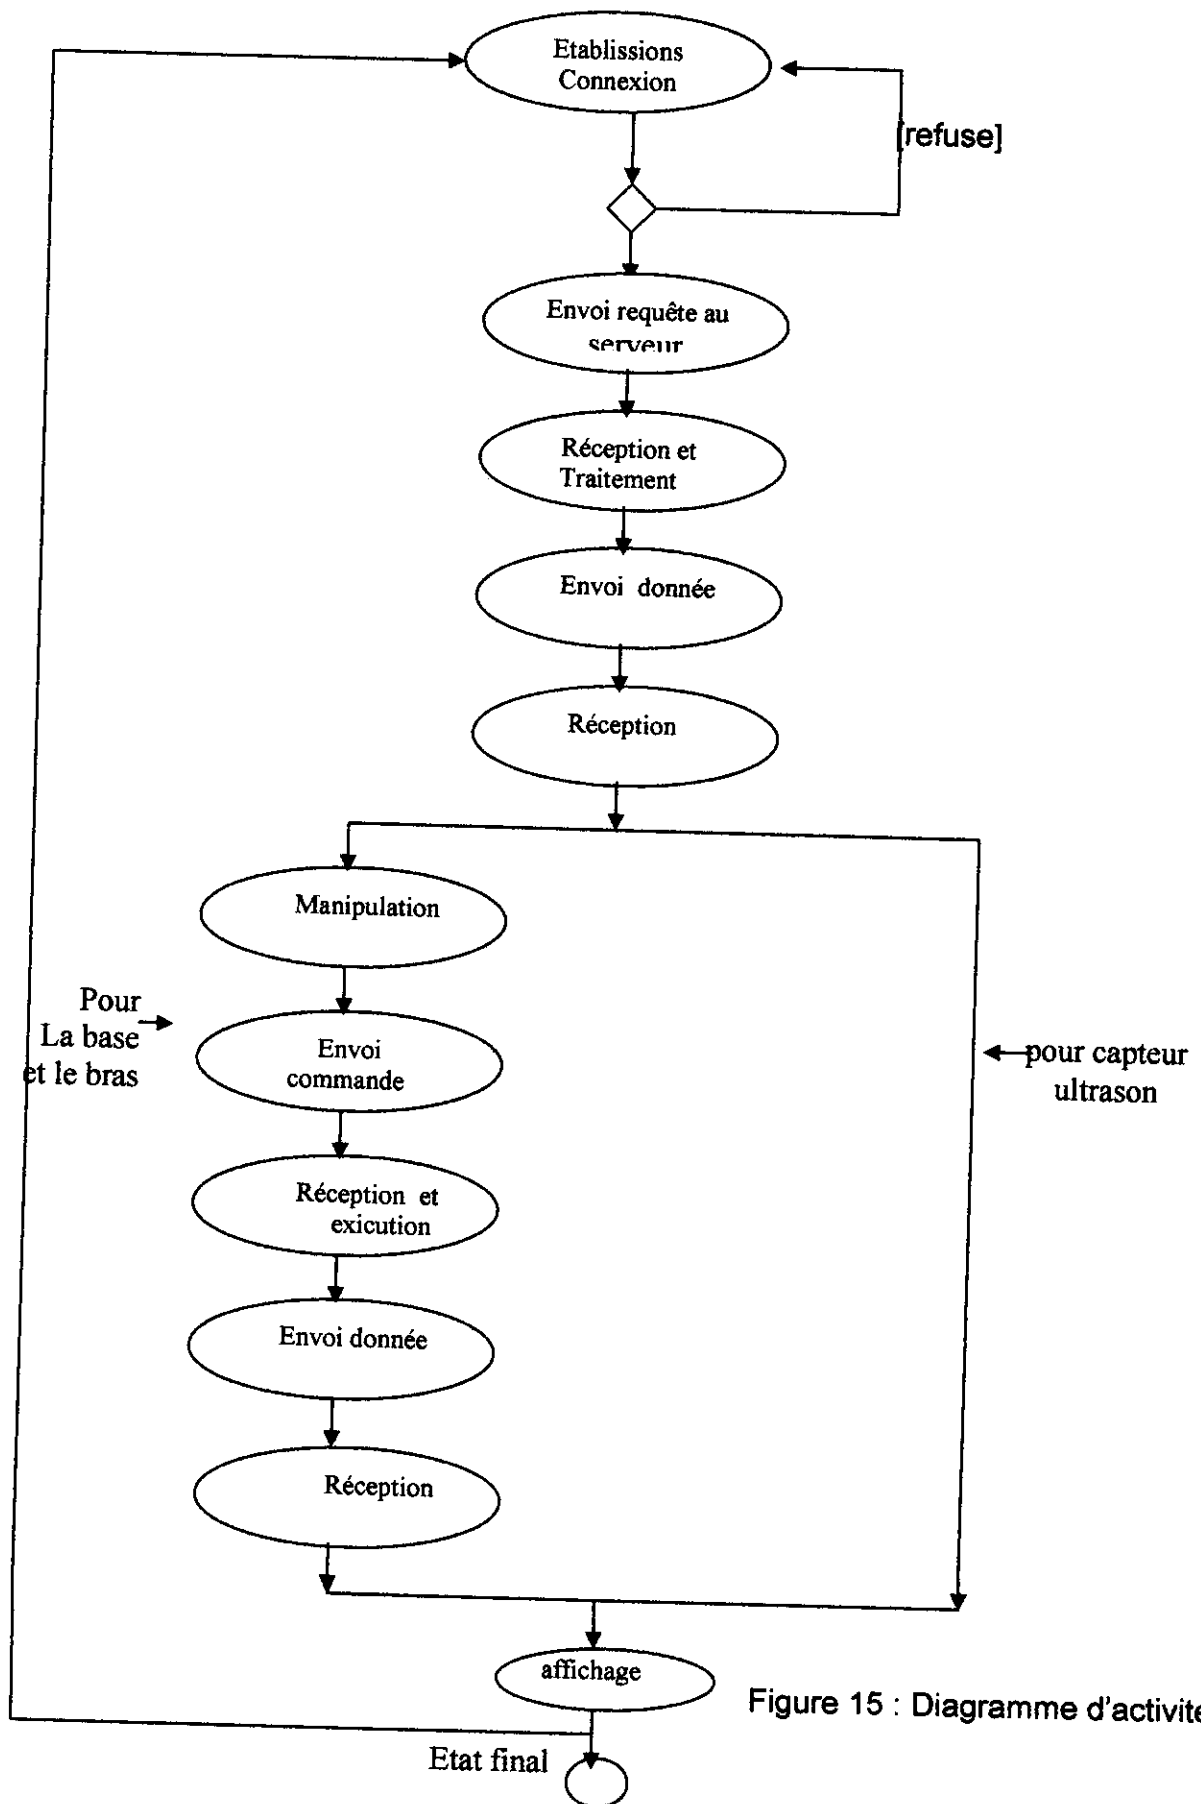 Etablissions
Connexion
[refuse]
Envoi requête au
serveur
Réception et
Traitement
Envoi donnée
Réception
Manipulation
Pour
La base
et le bras
Envoi
commande
pour capteur
ultrason
Réception et
exicution
Envoi donnée
Réception
affichage
Figure 15 : Diagramme d'activité
Etat final